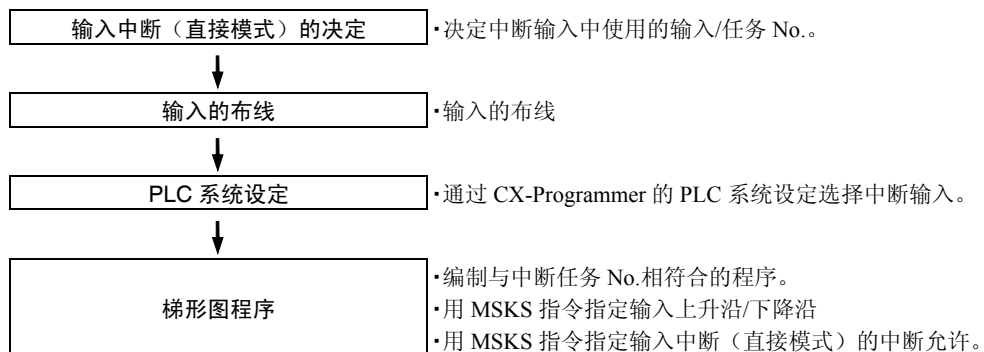 输入中断（直接模式）的决定
·决定中断输入中使用的输入/任务 No.。
输入的布线
·输入的布线
PLC 系统设定
·通过 CX-Programmer 的 PLC 系统设定选择中断输入。
梯形图程序
·编制与中断任务 No.相符合的程序。
·用 MSKS 指令指定输入上升沿/下降沿
·用 MSKS 指令指定输入中断（直接模式）的中断允许。